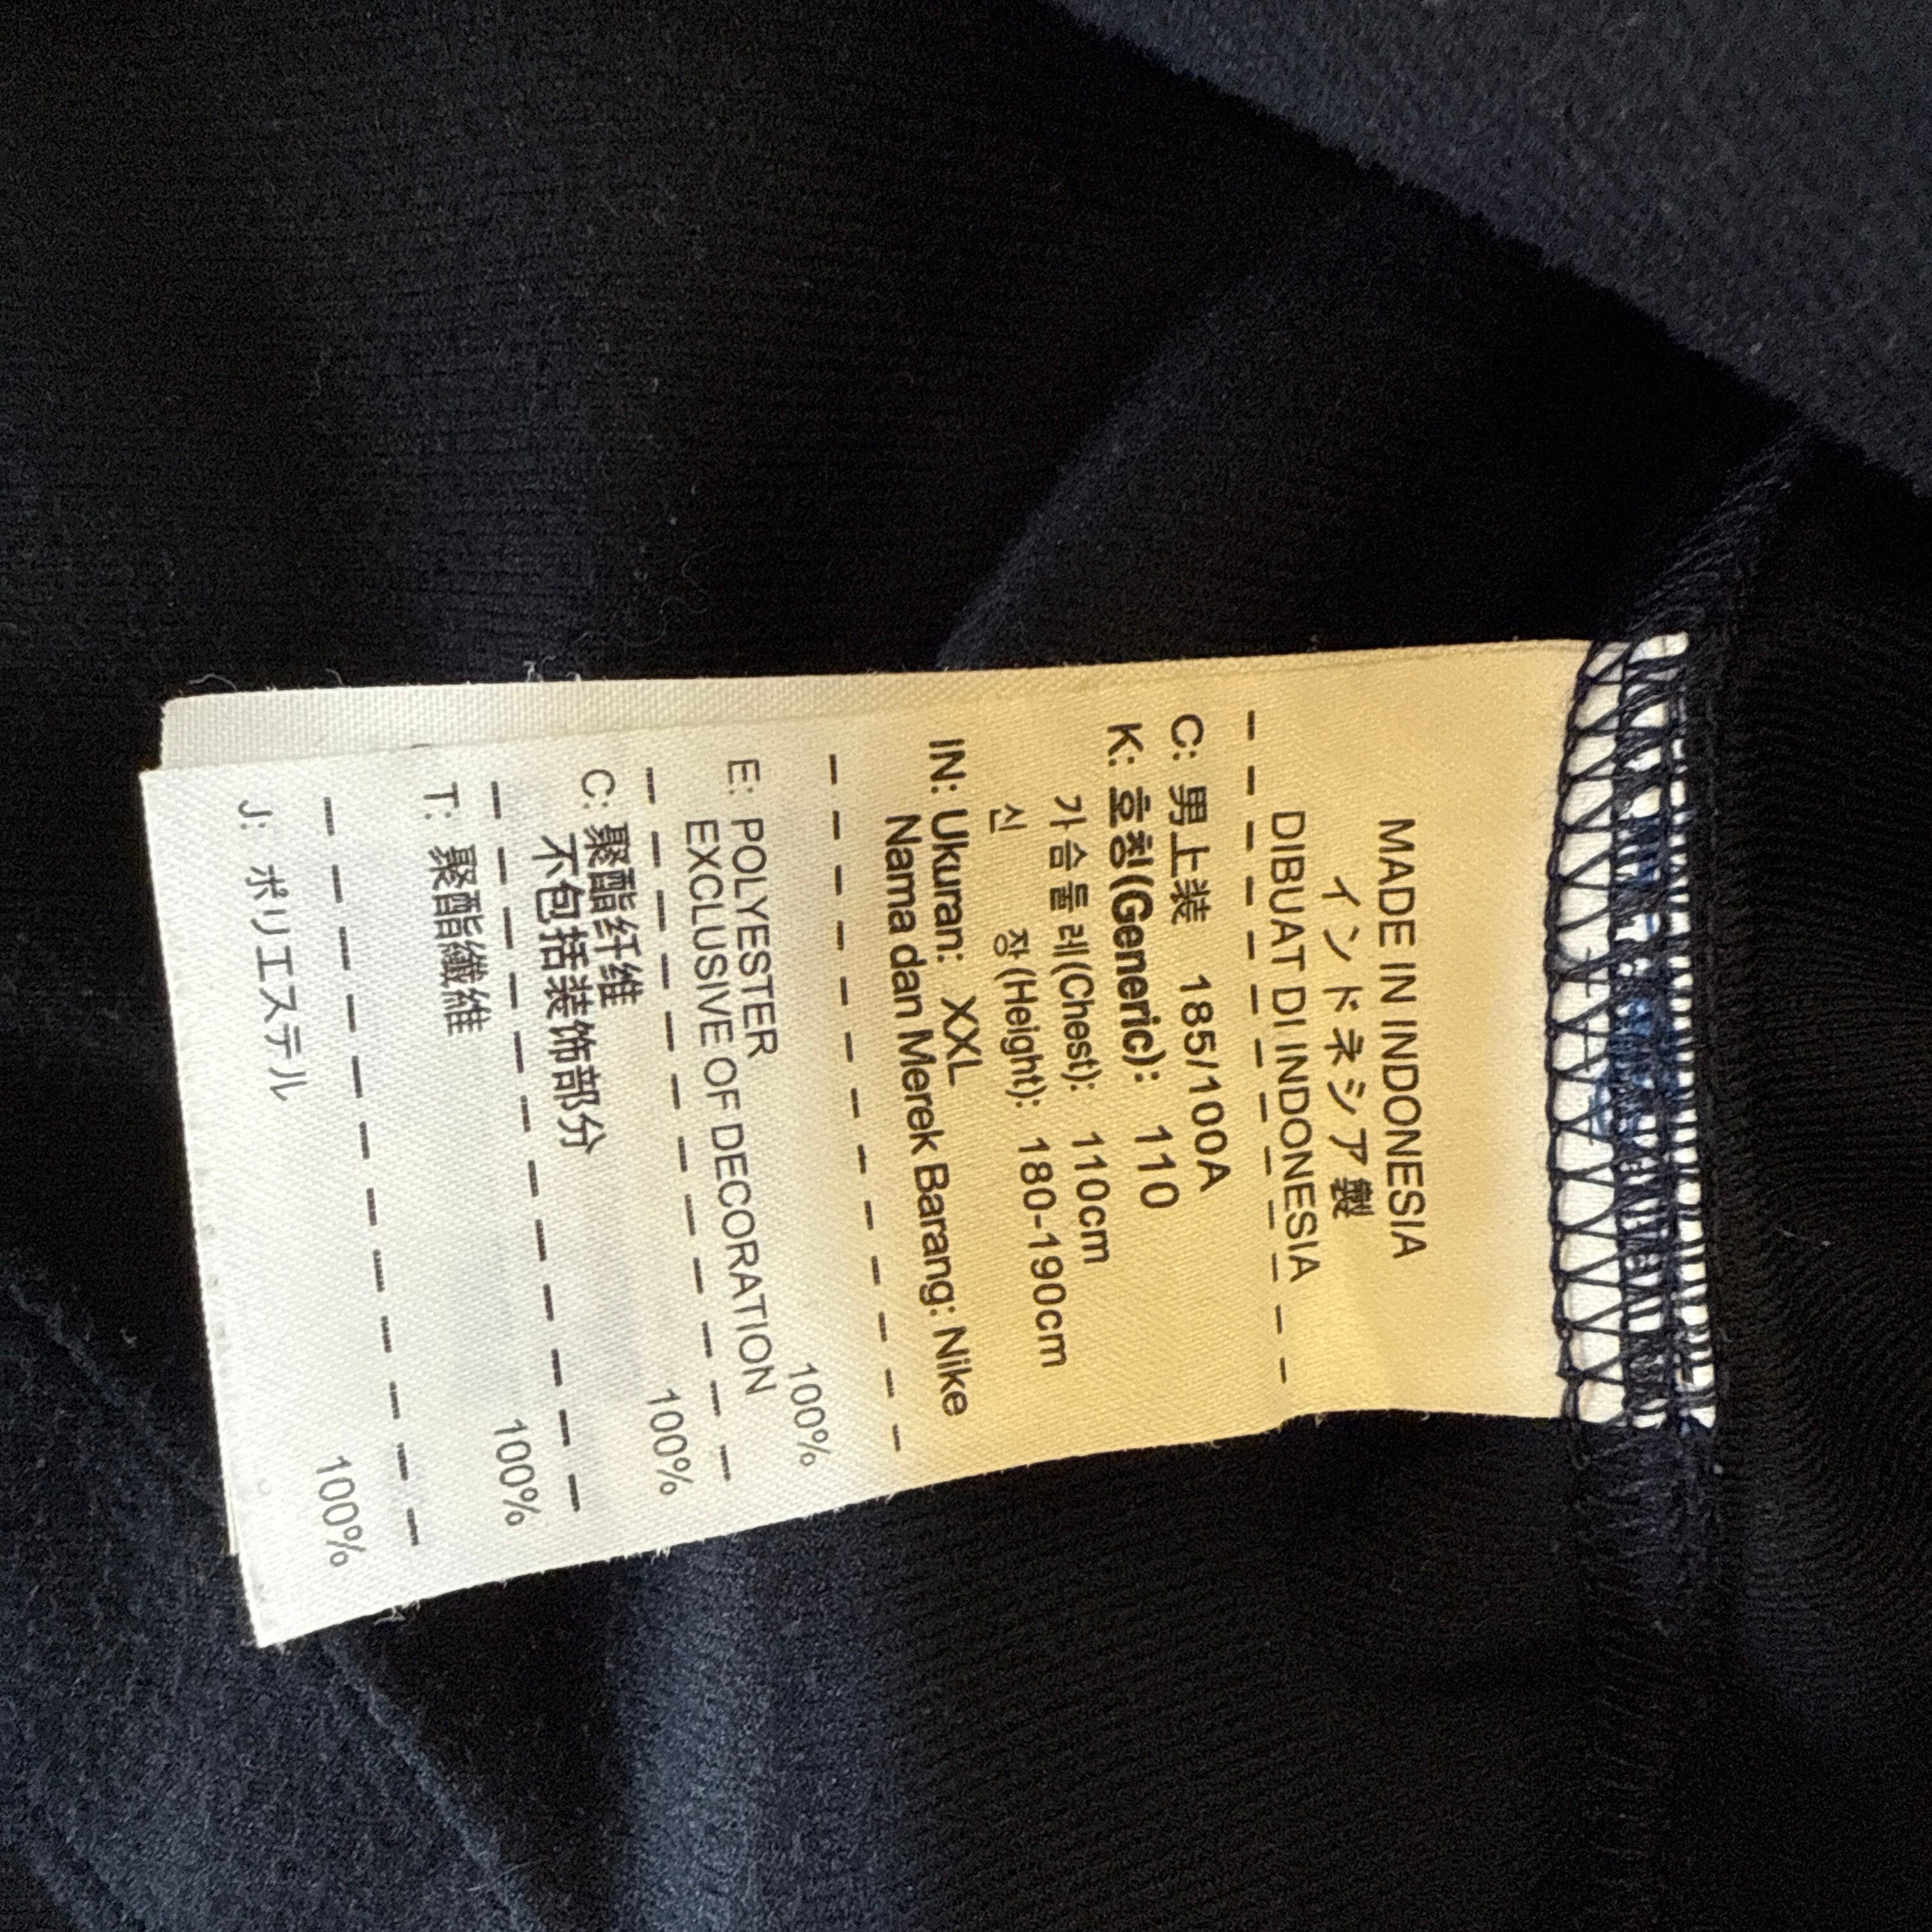 MADE IN INDONESIA
インドネシア製
DIBUAT DI INDONESIA
C: 男上装 185/100A
K: 호칭(Generic): 110
가슴둘레(Chest): 110cm
신 장(Height): 180-190cm
IN: Ukuran: XXL
Nama dan Merek Barang: Nike
100%
E: POLYESTER
EXCLUSIVE OF DECORATION
100%
C: 聚酯纤维
不包括装饰部分
100%
T: 聚酯纖維
100%
J: ポリエステル